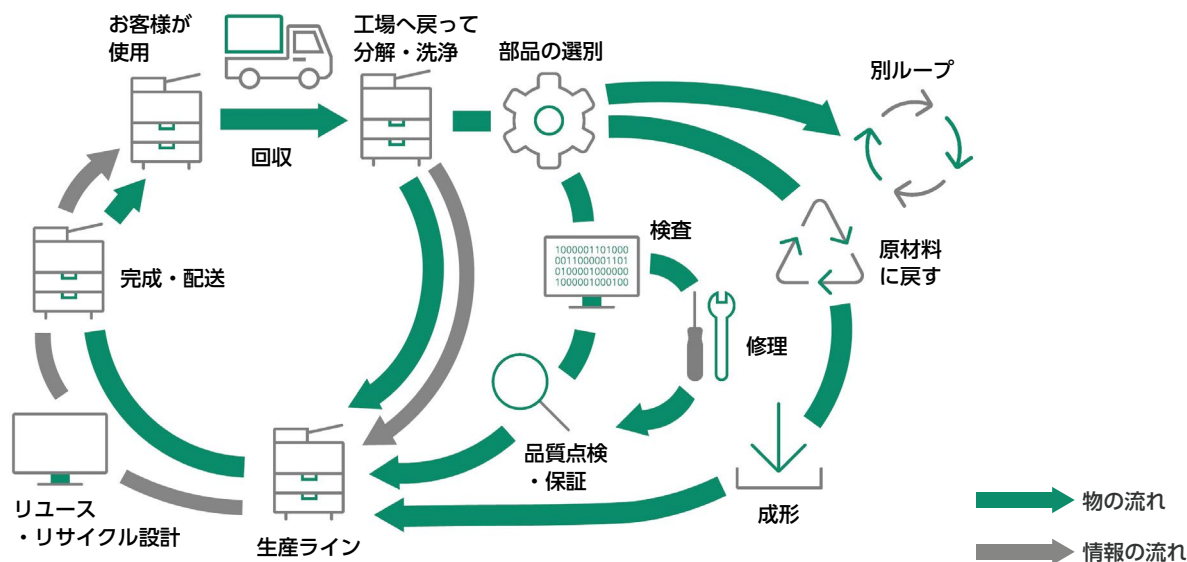 お客様が
使用
工場へ戻って
分解・洗浄
部品の選別
別ループ
回収
検査
1000001101000
0011000001101
0100001000000
1000001000100
原材料
に戻す
完成・配送
修理
品質点検
・保証
成形
リユース
・リサイクル設計
生産ライン
物の流れ
情報の流れ